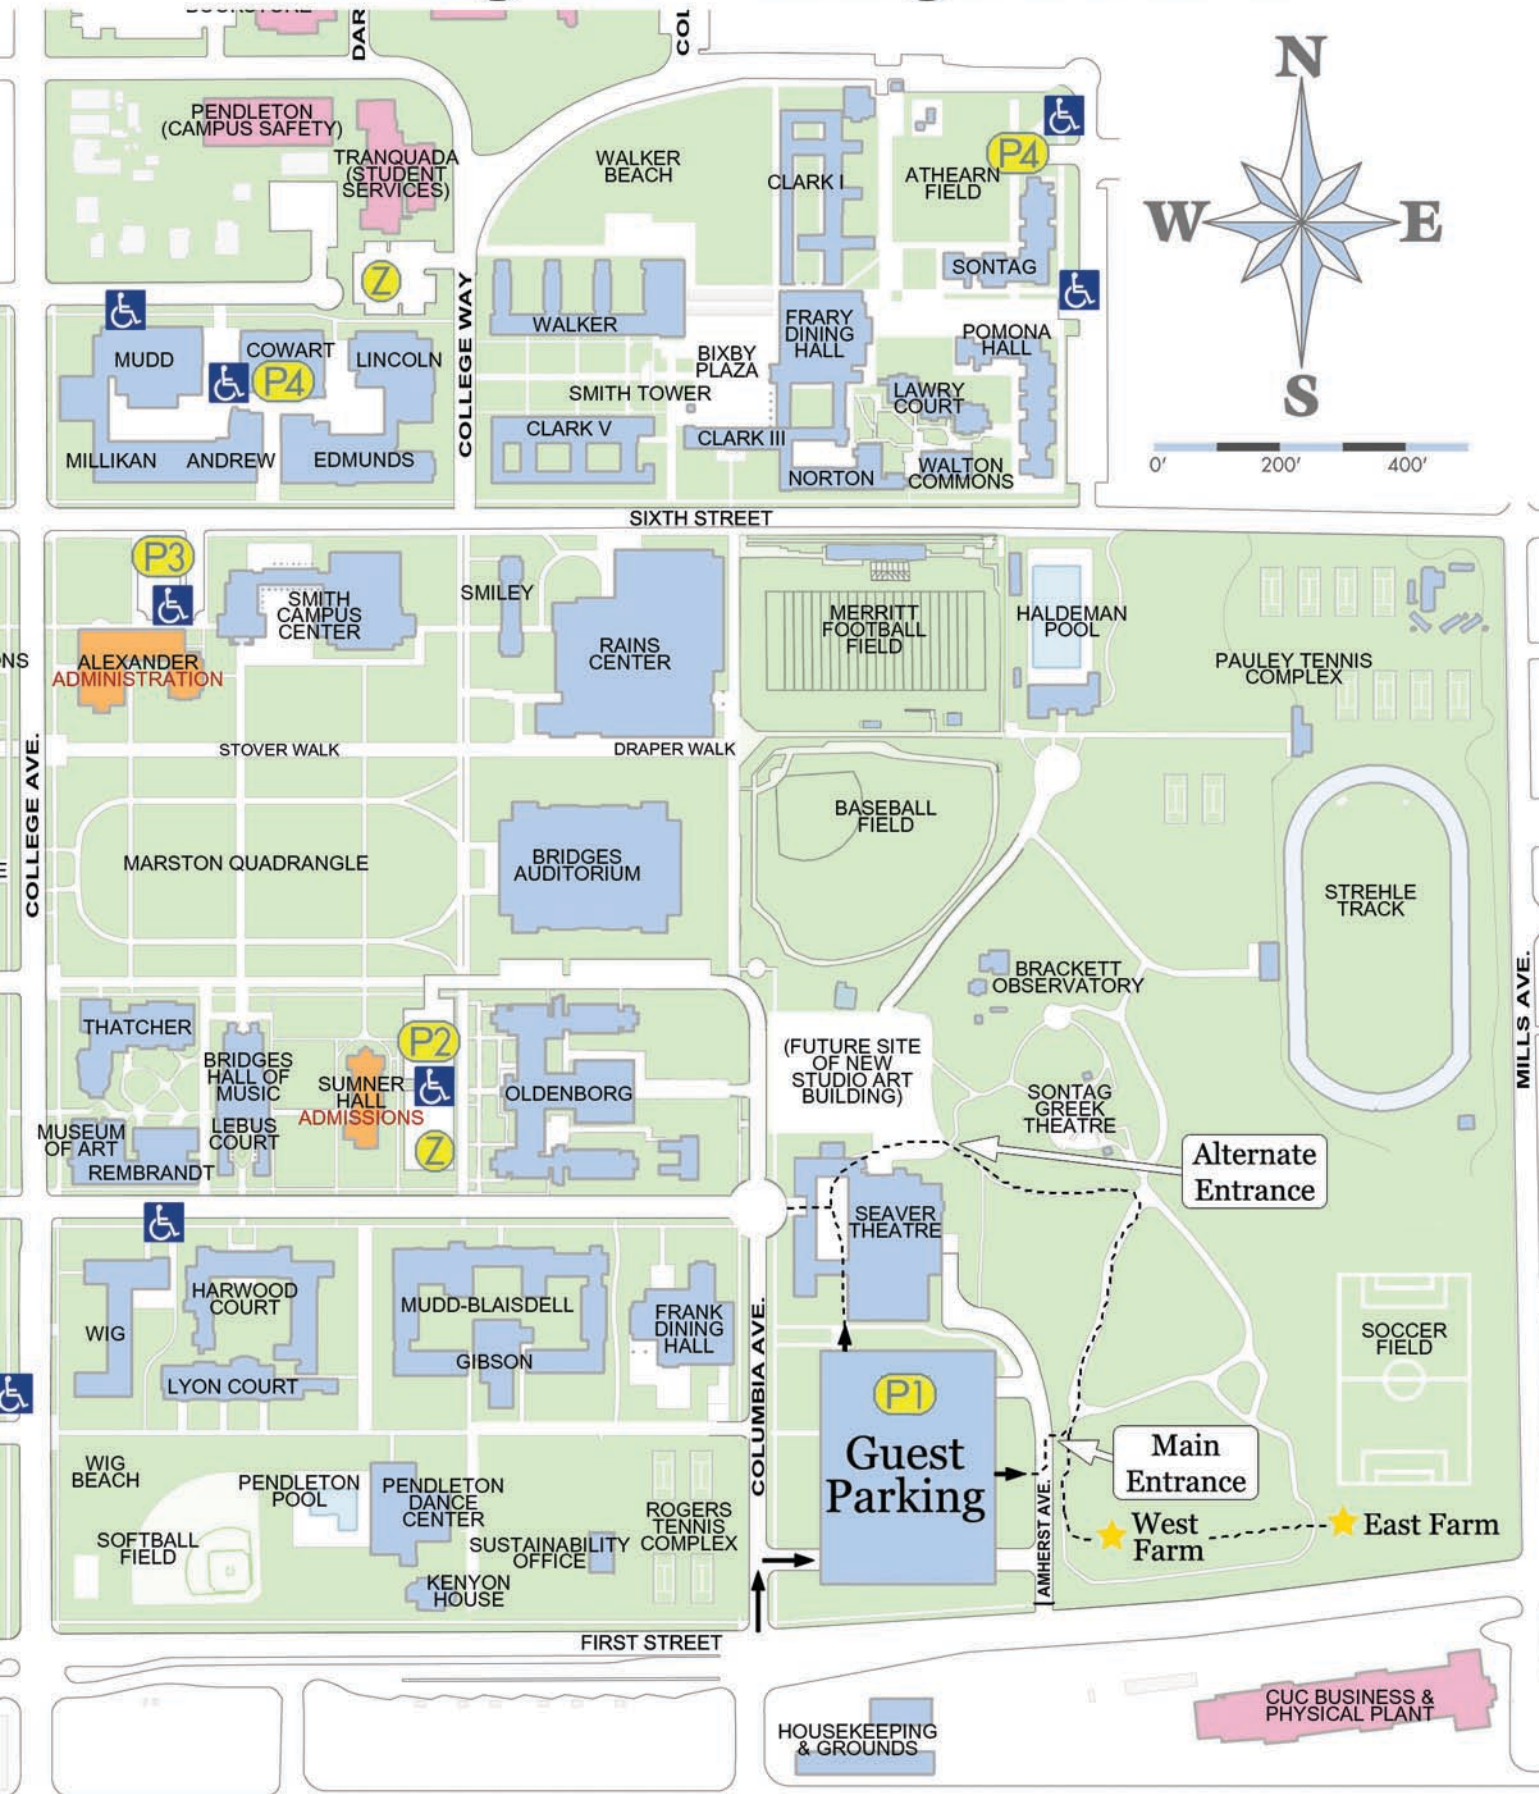 DAR
COL
N
W
E
S
0'
200'
400'
PENDLETON
(CAMPUS SAFETY)
TRANQUADA
(STUDENT
SERVICES)
Z
WALKER
BEACH
CLARK I
ATHEARN
FIELD
P4
SONTAG
MUDD
COWART
P4
LINCOLN
MILLIKAN
ANDREW
EDMUNDS
COLLEGE WAY
WALKER
BIXBY
PLAZA
SMITH TOWER
CLARK V
CLARK III
FRARY
DINING
HALL
POMONA
HALL
LAWRY
COURT
NORTON
WALTON
COMMONS
SIXTH STREET
P3
SMITH
CAMPUS
CENTER
SMILEY
RAINS
CENTER
MERRITT
FOOTBALL
FIELD
HALDEMAN
POOL
PAULEY TENNIS
COMPLEX
NS
ALEXANDER
ADMINISTRATION
STOVER WALK
DRAPER WALK
COLLEGE AVE.
MARSTON QUADRANGLE
BRIDGES
AUDITORIUM
BASEBALL
FIELD
STREHLE
TRACK
MILLS AVE.
BRACKETT
OBSERVATORY
THATCHER
BRIDGES
HALL OF
MUSIC
LEBUS
COURT
MUSEUM
OF ART
REMBRANDT
SUMNER
HALL
ADMISSIONS
P2
Z
OLDENBORG
(FUTURE SITE
OF NEW
STUDIO ART
BUILDING)
SONTAG
GREEK
THEATRE
Alternate
Entrance
SEAVER
THEATRE
WIG
HARWOOD
COURT
LYON COURT
MUDD-BLAISDELL
GIBSON
FRANK
DINING
HALL
COLUMBIA AVE.
P1
Guest
Parking
SOCCER
FIELD
Main
Entrance
AMHERST AVE.
West
Farm
East Farm
WIG
BEACH
SOFTBALL
FIELD
PENDLETON
POOL
PENDLETON
DANCE
CENTER
SUSTAINABILITY
OFFICE
KENYON
HOUSE
ROGERS
TENNIS
COMPLEX
FIRST STREET
HOUSEKEEPING
& GROUNDS
CUC BUSINESS &
PHYSICAL PLANT